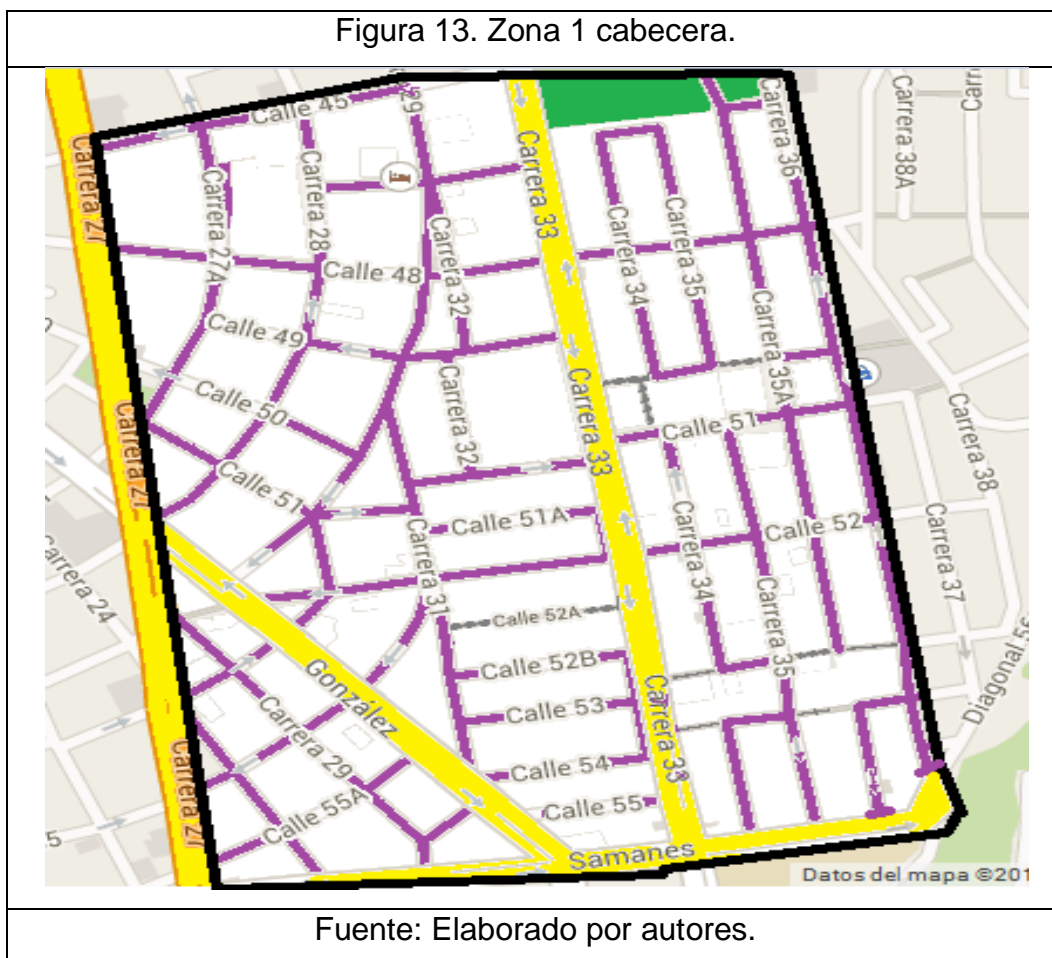 Figura 13. Zona 1 cabecera.
Calle 45
29
Carrera 33
Carrera 36
Carrera 38A
Carrera 27
Carrera 27A
Carrera 28
Calle 48
Carrera 32
Carrera 34
Carrera 35
Calle 49
Carrera 35A
Carrera 33
Calle 50
Carrera 32
Calle 51
Carrera 38
Carrera 27
Calle 51
Calle 51A
Carrera 34
Calle 52
Carrera 37
Carrera 24
Carrera 31
Calle 52A
Carrera 35
Diagonal 56
González
Calle 52B
Carrera 33
Calle 53
Carrera 29
Carrera 27
Calle 54
Calle 55A
Calle 55
Samanes
Datos del mapa ©201
Fuente: Elaborado por autores.